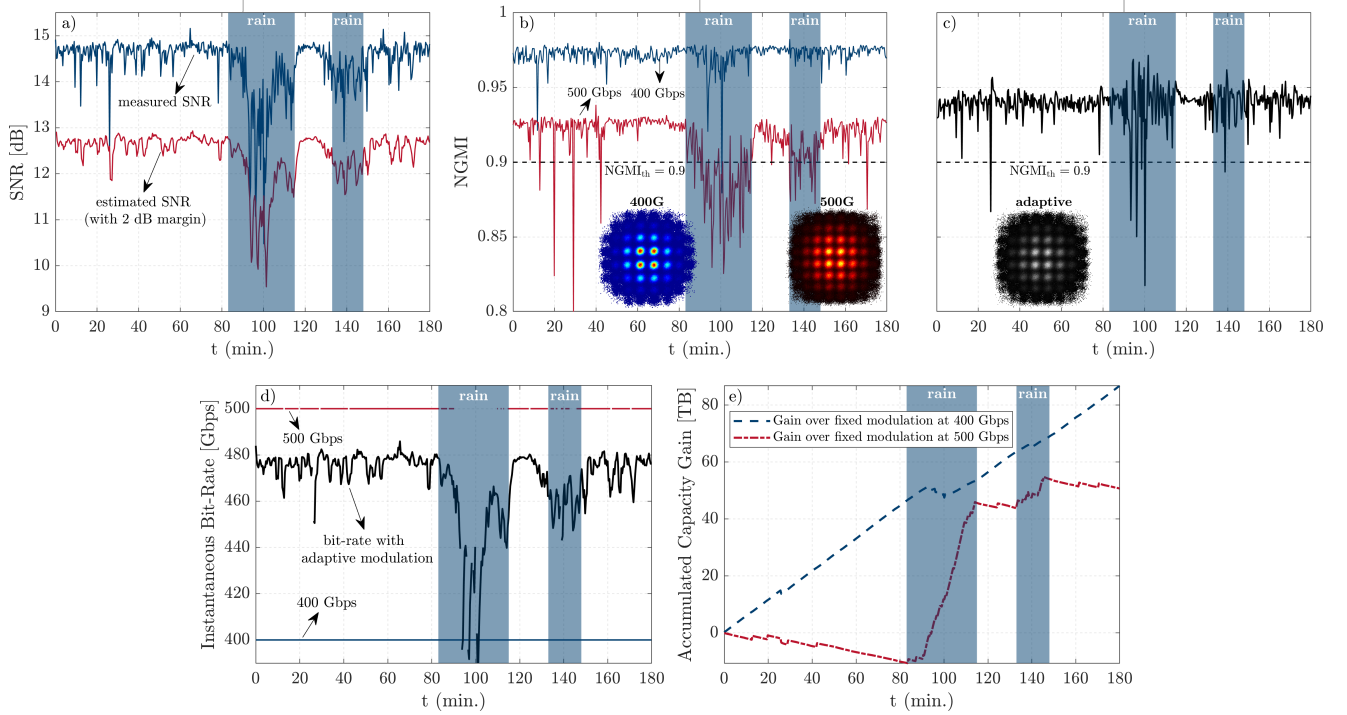 a)
rain
rain
15
14
13
12
11
10
9
SNR [dB]
measured SNR
estimated SNR
(with 2 dB margin)
0 20 40 60 80 100 120 140 160 180
t (min.)
b)
rain
rain
1
0.95
0.9
0.85
0.8
NGMI
500 Gbps
400 Gbps
NGMIth = 0.9
400G
500G
0 20 40 60 80 100 120 140 160 180
t (min.)
c)
rain
rain
NGMIth = 0.9
adaptive
0 20 40 60 80 100 120 140 160 180
t (min.)
d)
rain
rain
500
480
460
440
420
400
Instantaneous Bit-Rate [Gbps]
500 Gbps
bit-rate with
adaptive modulation
400 Gbps
0 20 40 60 80 100 120 140 160 180
t (min.)
e)
rain
rain
80
60
40
20
0
Accumulated Capacity Gain [TB]
Gain over fixed modulation at 400 Gbps
Gain over fixed modulation at 500 Gbps
0 20 40 60 80 100 120 140 160 180
t (min.)